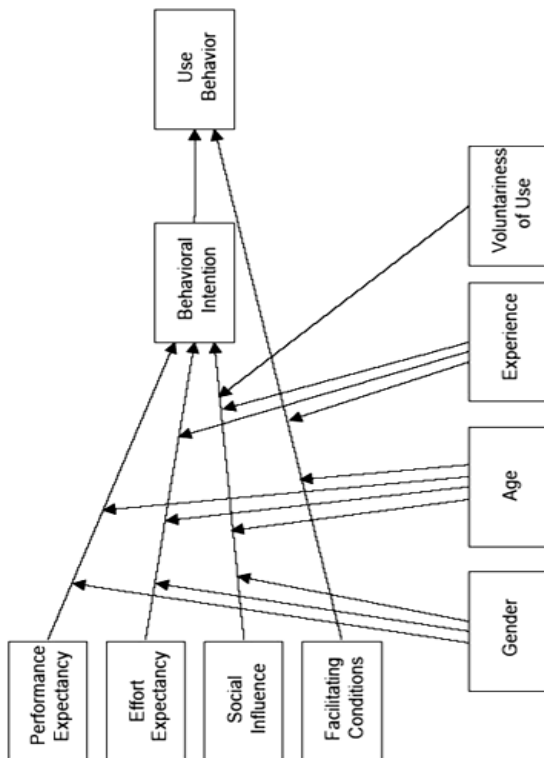 Performance
Expectancy
Effort
Expectancy
Social
Influence
Facilitating
Conditions
Behavioral
Intention
Use
Behavior
Gender
Age
Experience
Voluntariness
of Use